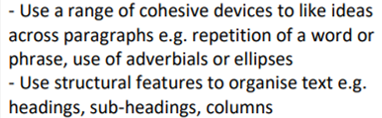 - Use a range of cohesive devices to like ideas
across paragraphs e.g. repetition of a word or
phrase, use of adverbials or ellipses
- Use structural features to organise text e.g.
headings, sub-headings, columns